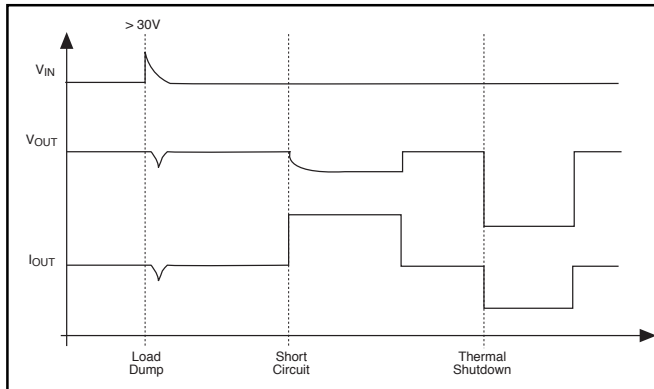 > 30V
VIN
VOUT
IOUT
Load
Dump
Short
Circuit
Thermal
Shutdown